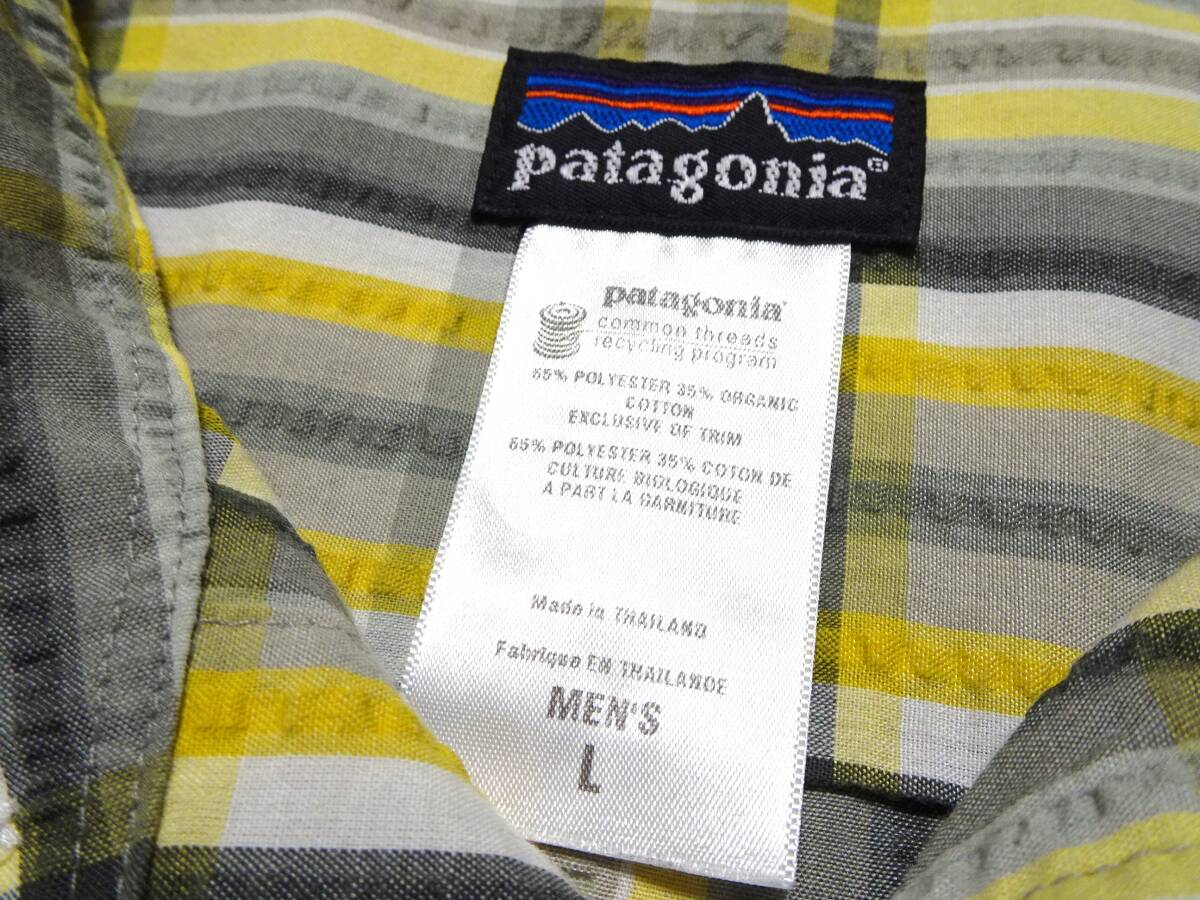 patagonia®
patagonia
common threads
recycling program
65% POLYESTER 35% ORGANIC
COTTON
EXCLUSIVE OF TRIM
65% POLYESTER 35% COTON DE
CULTURE BIOLOGIQUE
A PART LA GARNITURE
Made in THAILAND
Fabrique EN THAILANDE
MEN'S
L